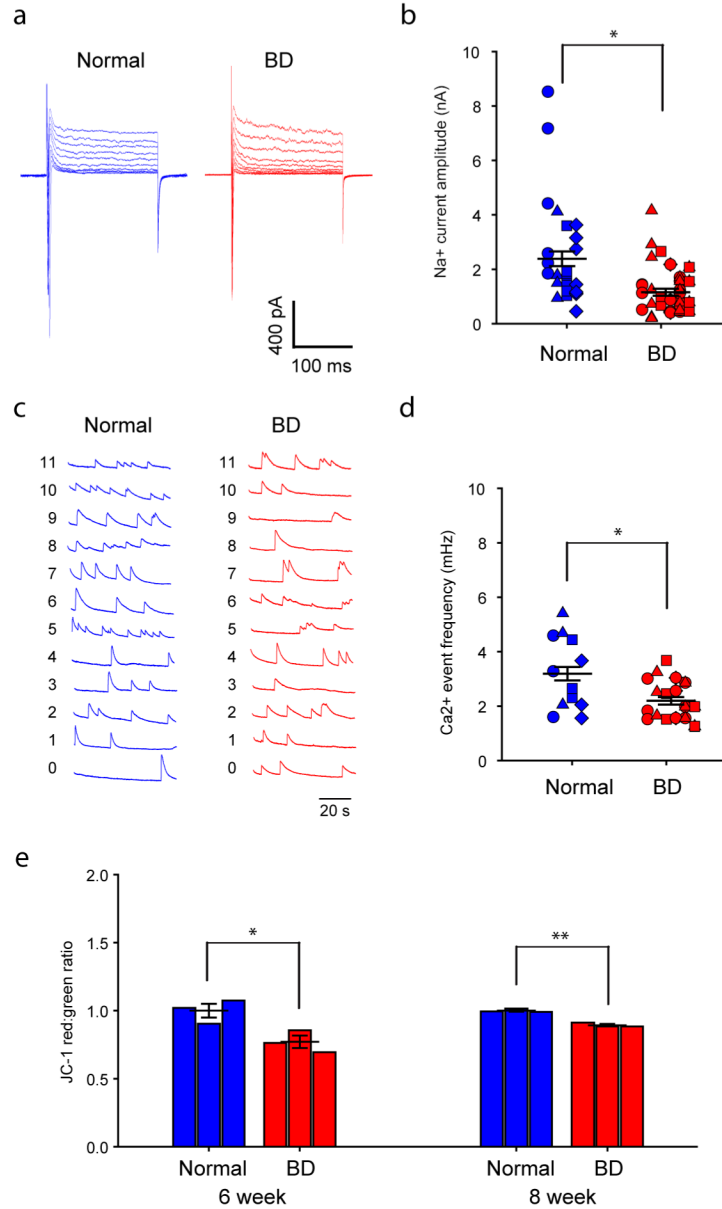 a
Normal
BD
400 pA
100 ms
b
*
Na+ current amplitude (nA)
10
8
6
4
2
0
Normal
BD
c
Normal
BD
11
11
10
10
9
9
8
8
7
7
6
6
5
5
4
4
3
3
2
2
1
1
0
0
20 s
d
*
Ca2+ event frequency (mHz)
10
8
6
4
2
0
Normal
BD
e
JC-1 red:green ratio
2.0
1.5
1.0
0.5
0.0
*
**
Normal
BD
Normal
BD
6 week
8 week